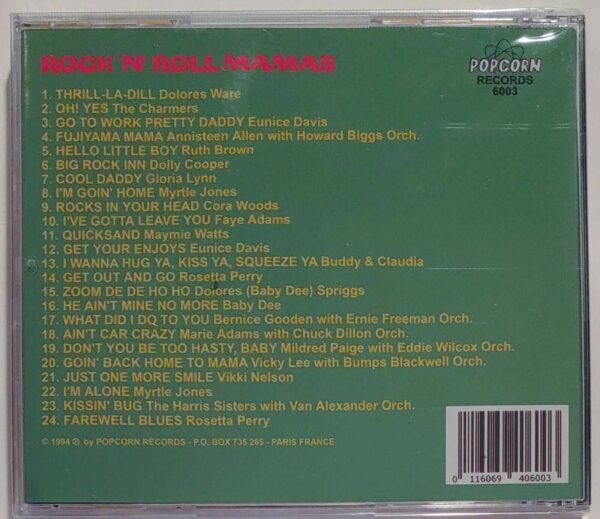 ROCK 'N' ROLL MAMAS
POPCORN
RECORDS
6003
1. THRILL-LA-DILL Dolores Ware
2. OH! YES The Charmers
3. GO TO WORK PRETTY DADDY Eunice Davis
4. FUJIYAMA MAMA Annisteen Allen with Howard Biggs Orch.
5. HELLO LITTLE BOY Ruth Brown
6. BIG ROCK INN Dolly Cooper
7. COOL DADDY Gloria Lynn
8. I'M GOIN' HOME Myrtle Jones
9. ROCKS IN YOUR HEAD Cora Woods
10. I'VE GOTTA LEAVE YOU Faye Adams
11. QUICKSAND Maymie Watts
12. GET YOUR ENJOYS Eunice Davis
13. I WANNA HUG YA, KISS YA, SQUEEZE YA Buddy & Claudia
14. GET OUT AND GO Rosetta Perry
15. ZOOM DE DE HO HO Dolores (Baby Dee) Spriggs
16. HE AIN'T MINE NO MORE Baby Dee
17. WHAT DID I DO TO YOU Bernice Gooden with Ernie Freeman Orch.
18. AIN'T CAR CRAZY Marie Adams with Chuck Dillon Orch.
19. DON'T YOU BE TOO HASTY, BABY Mildred Paige with Eddie Wilcox Orch.
20. GOIN' BACK HOME TO MAMA Vicky Lee with Bumps Blackwell Orch.
21. JUST ONE MORE SMILE Vikki Nelson
22. I'M ALONE Myrtle Jones
23. KISSIN' BUG The Harris Sisters with Van Alexander Orch.
24. FAREWELL BLUES Rosetta Perry
© 1994 ℗ by POPCORN RECORDS - P.O. BOX 735 285 - PARIS FRANCE
0 116069 406003